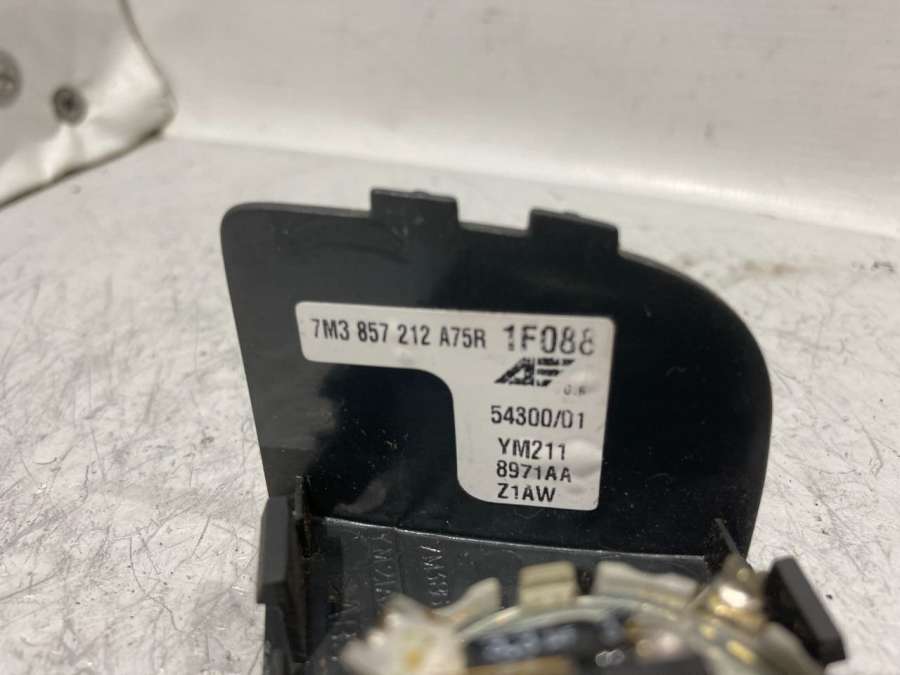 7M3 857 212 A75R 1F088
54300/01
YM211
8971AA
Z1AW